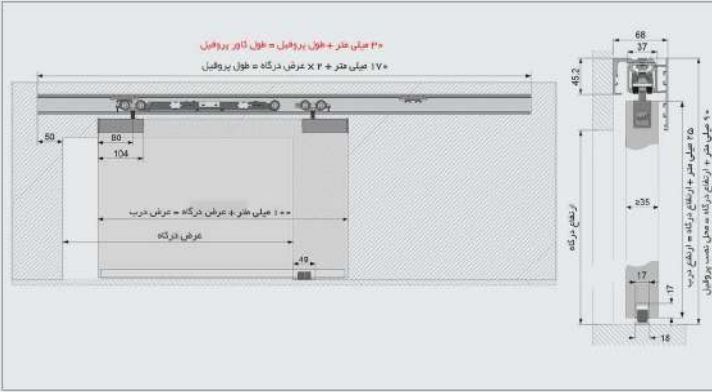 ۳۰ میلی متر + طول پروفیل = طول کاور پروفیل
۱۷۰ میلی متر + ۲ x عرض درگاه = طول پروفیل
50
80
104
۱۰۰ میلی متر + عرض درگاه = عرض درب
عرض درگاه
49
68
37
45.2
ارتفاع درگاه
≥35
۲۵ میلی متر + ارتفاع درگاه = ارتفاع درب
۹۰ میلی متر + ارتفاع درگاه = محل نصب پروفیل
17
17
18